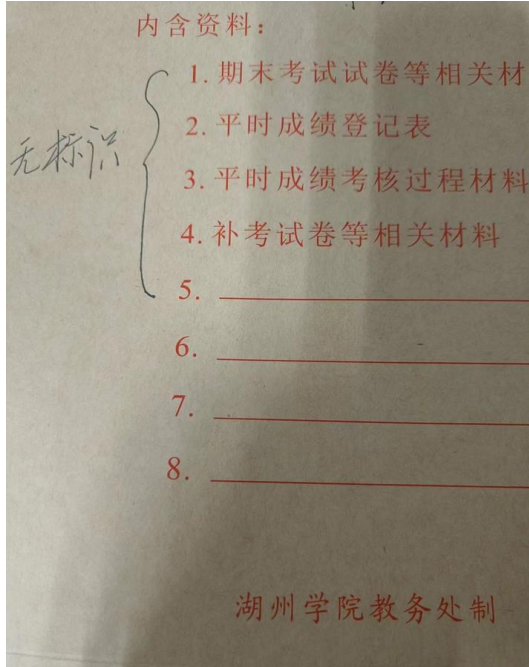 内含资料：
1. 期末考试试卷等相关材
2. 平时成绩登记表
无标识
3. 平时成绩考核过程材料
4. 补考试卷等相关材料
5.
6.
7.
8.
湖州学院教务处制